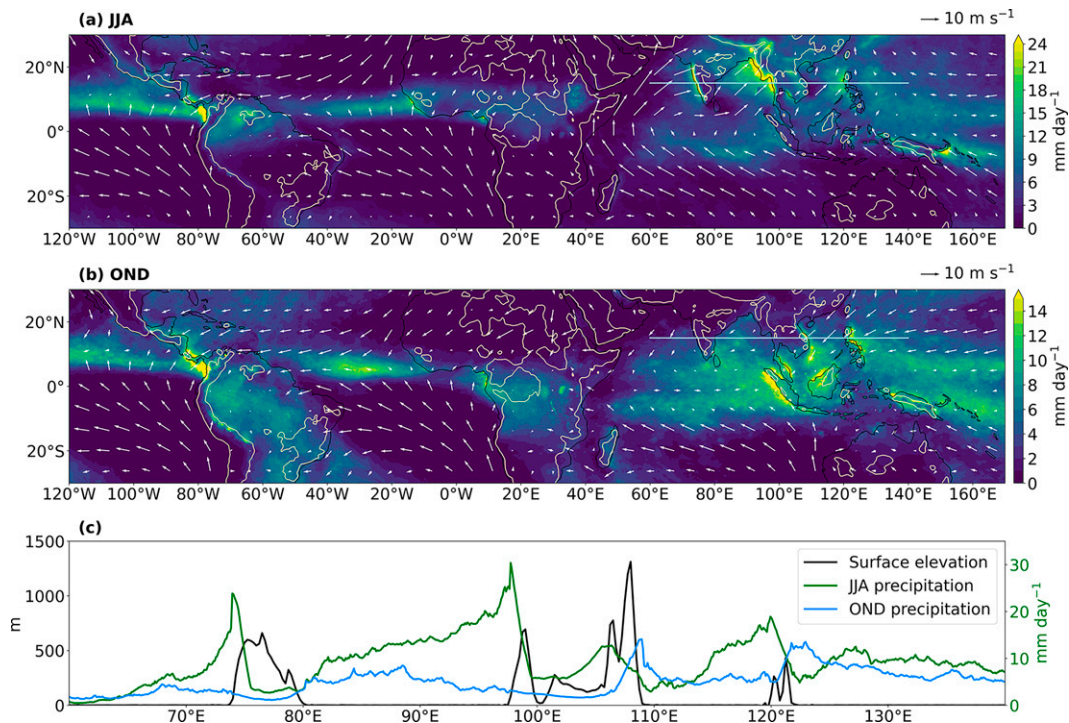 (a) JJA
10 m s⁻¹
20°N
0°
20°S
120°W 100°W 80°W 60°W 40°W 20°W 0°W 20°E 40°E 60°E 80°E 100°E 120°E 140°E 160°E
24
21
18
15
12
9
6
3
0
mm day⁻¹
(b) OND
10 m s⁻¹
20°N
0°
20°S
120°W 100°W 80°W 60°W 40°W 20°W 0°W 20°E 40°E 60°E 80°E 100°E 120°E 140°E 160°E
14
12
10
8
6
4
2
0
mm day⁻¹
(c)
1500
1000
500
0
m
Surface elevation
JJA precipitation
OND precipitation
30
20
10
0
mm day⁻¹
70°E 80°E 90°E 100°E 110°E 120°E 130°E